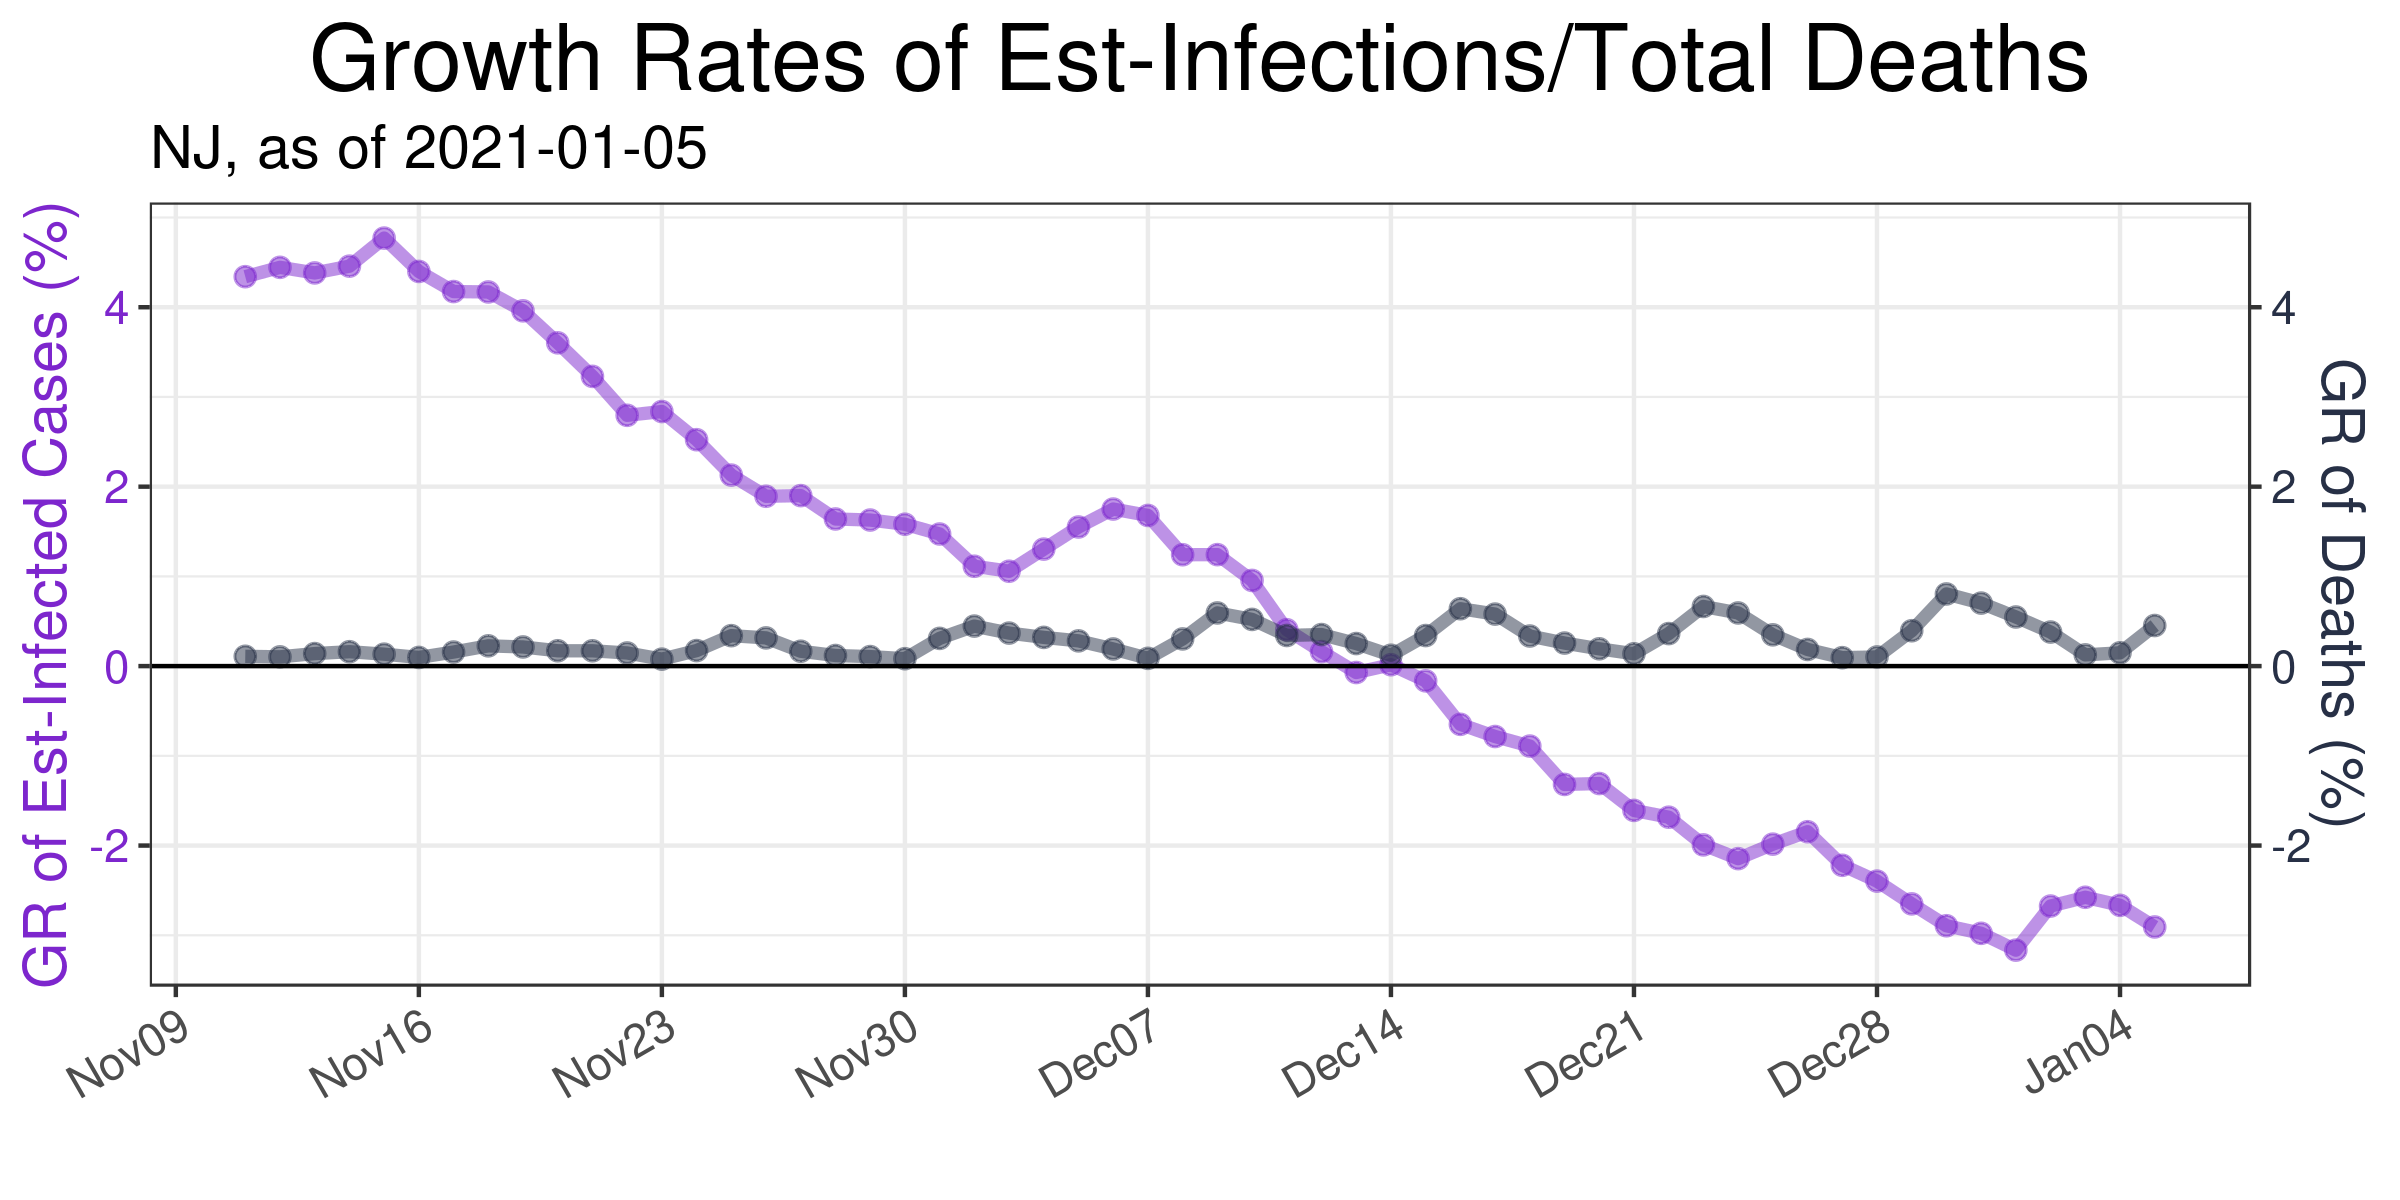 Growth Rates of Est-Infections/Total Deaths
NJ, as of 2021-01-05
GR of Est-Infected Cases (%)
4
2
0
-2
4
2
0
-2
GR of Deaths (%)
Nov09
Nov16
Nov23
Nov30
Dec07
Dec14
Dec21
Dec28
Jan04